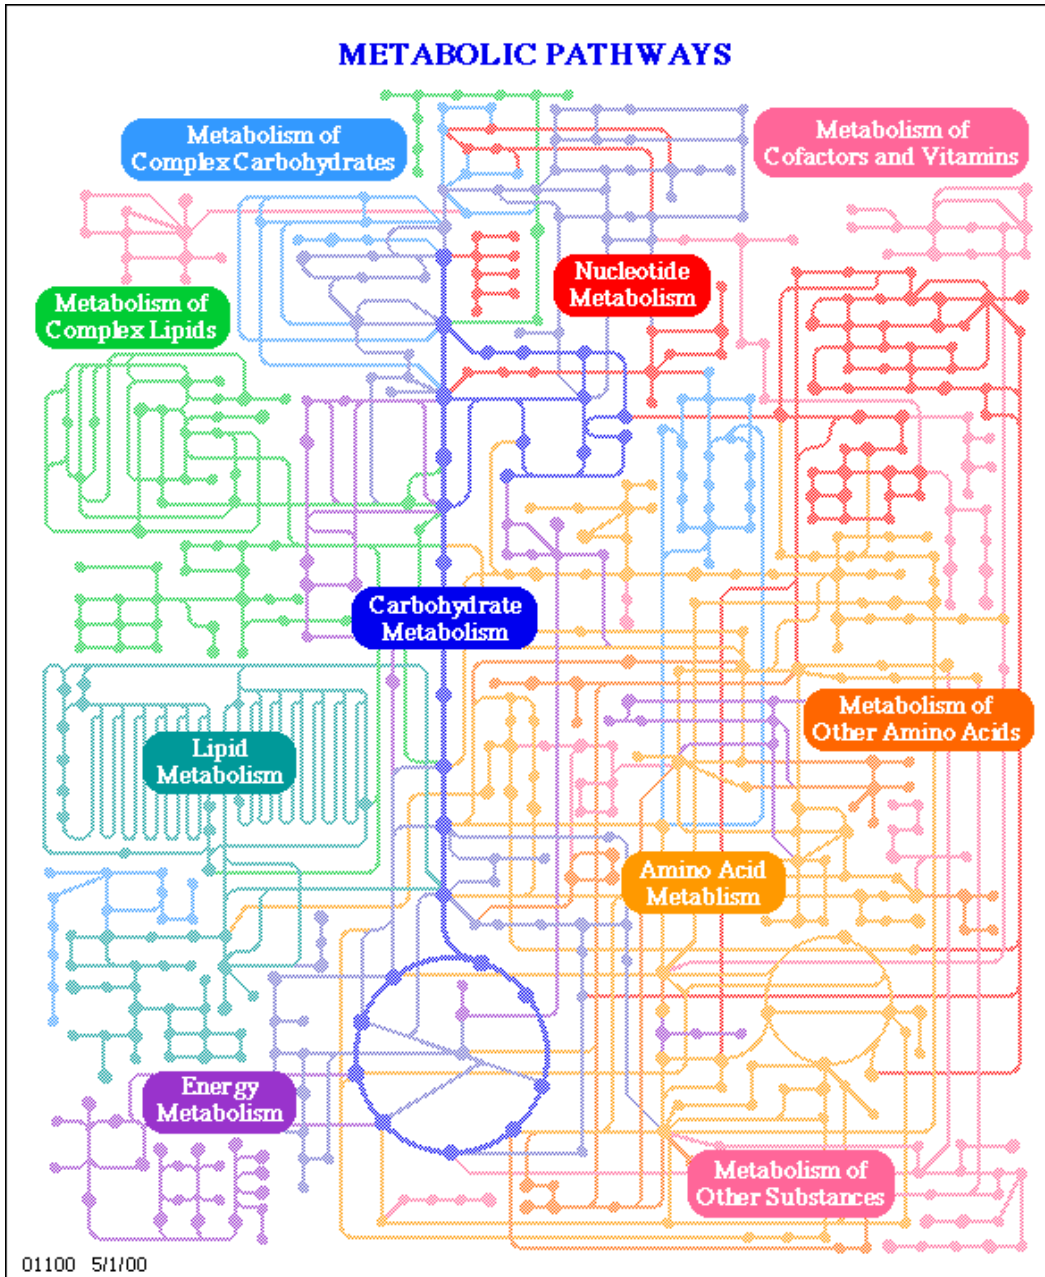 METABOLIC PATHWAYS
Metabolism of
Complex Carbohydrates
Metabolism of
Cofactors and Vitamins
Nucleotide
Metabolism
Metabolism of
Complex Lipids
Carbohydrate
Metabolism
Metabolism of
Other Amino Acids
Lipid
Metabolism
Amino Acid
Metablism
Energy
Metabolism
Metabolism of
Other Substances
01100 5/1/00